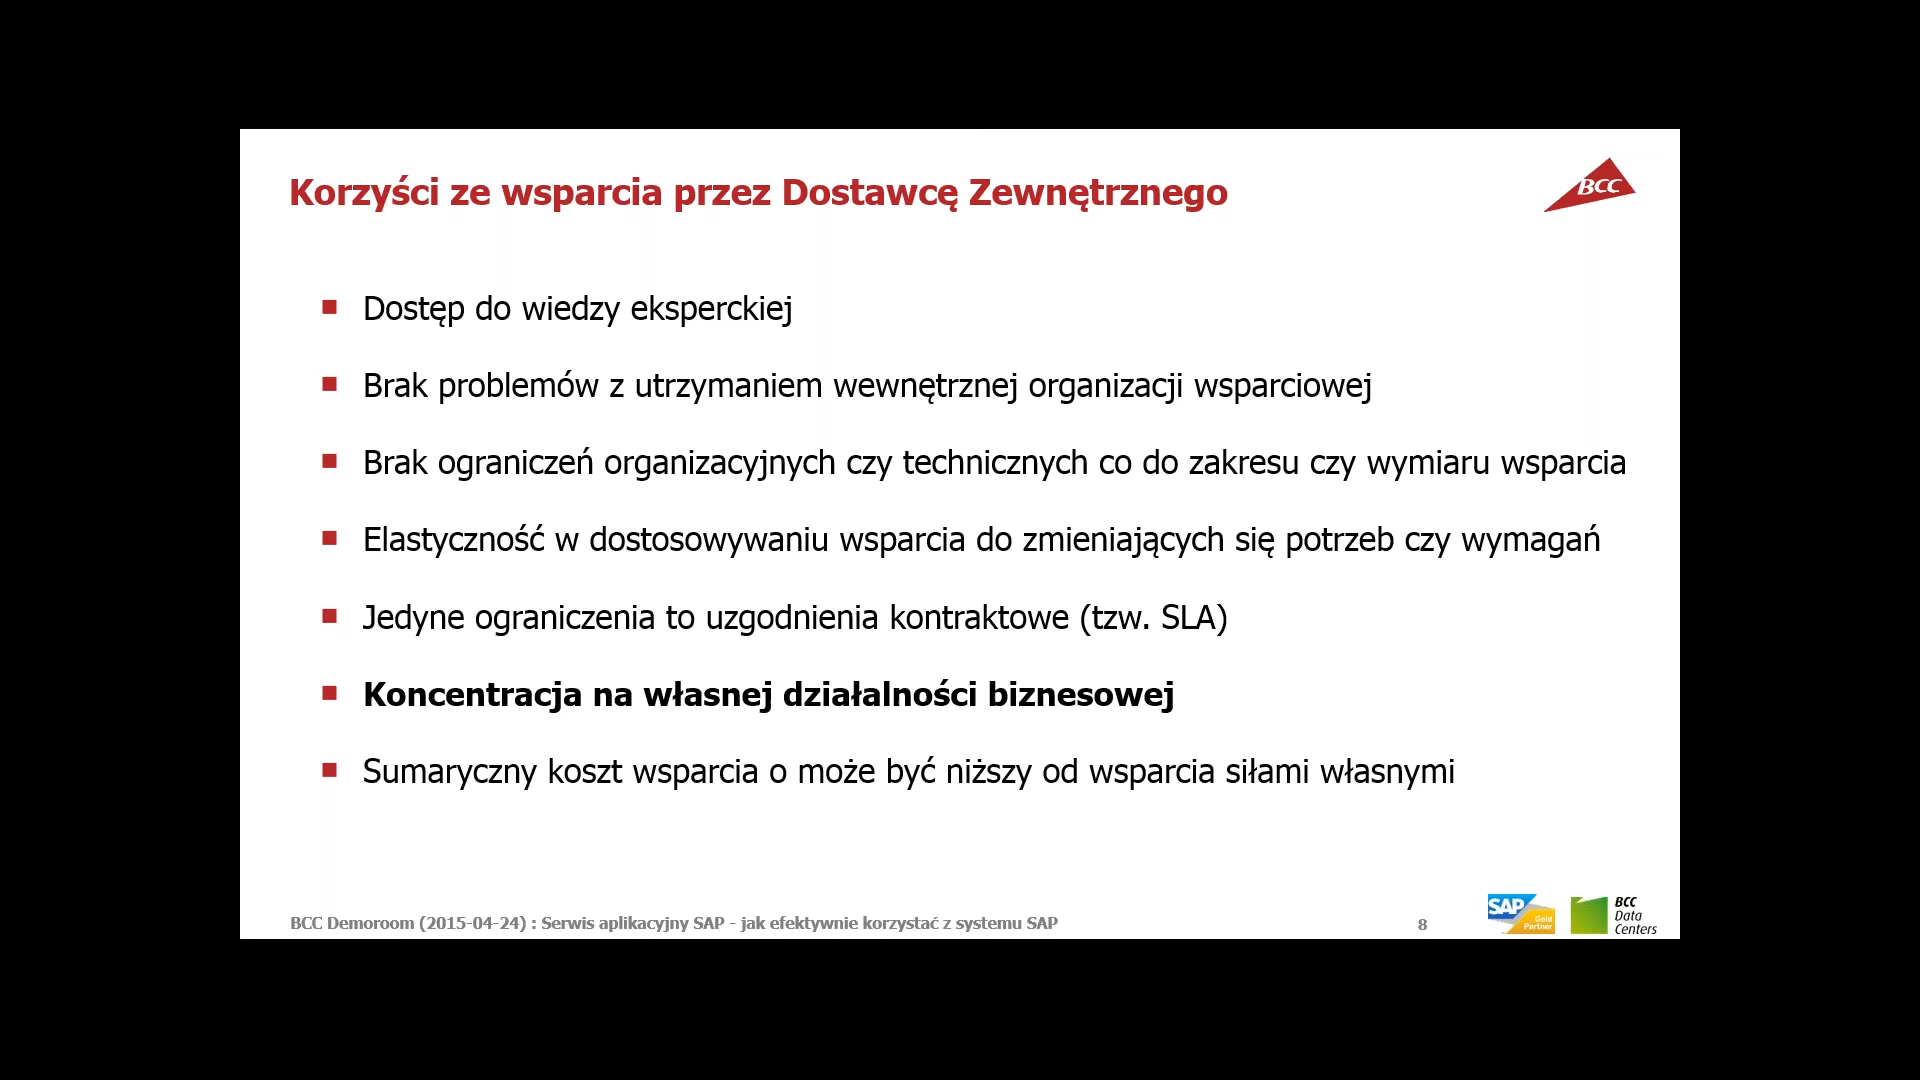 Korzyści ze wsparcia przez Dostawcę Zewnętrznego
BCC
Dostęp do wiedzy eksperckiej
Brak problemów z utrzymaniem wewnętrznej organizacji wsparciowej
Brak ograniczeń organizacyjnych czy technicznych co do zakresu czy wymiaru wsparcia
Elastyczność w dostosowywaniu wsparcia do zmieniających się potrzeb czy wymagań
Jedyne ograniczenia to uzgodnienia kontraktowe (tzw. SLA)
Koncentracja na własnej działalności biznesowej
Sumaryczny koszt wsparcia o może być niższy od wsparcia siłami własnymi
BCC Demoroom (2015-04-24) : Serwis aplikacyjny SAP - jak efektywnie korzystać z systemu SAP
8
SAP
Gold
Partner
BCC
Data
Centers